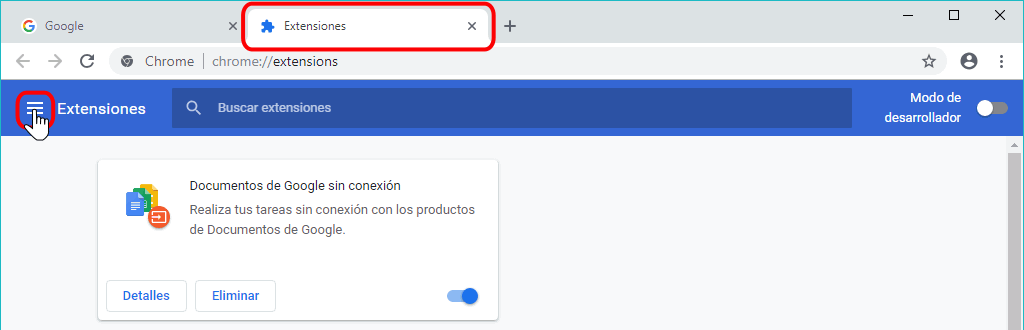 Google
Extensiones
Chrome | chrome://extensions
Extensiones
Buscar extensiones
Modo de
desarrollador
Documentos de Google sin conexión
Realiza tus tareas sin conexión con los productos
de Documentos de Google.
Detalles
Eliminar